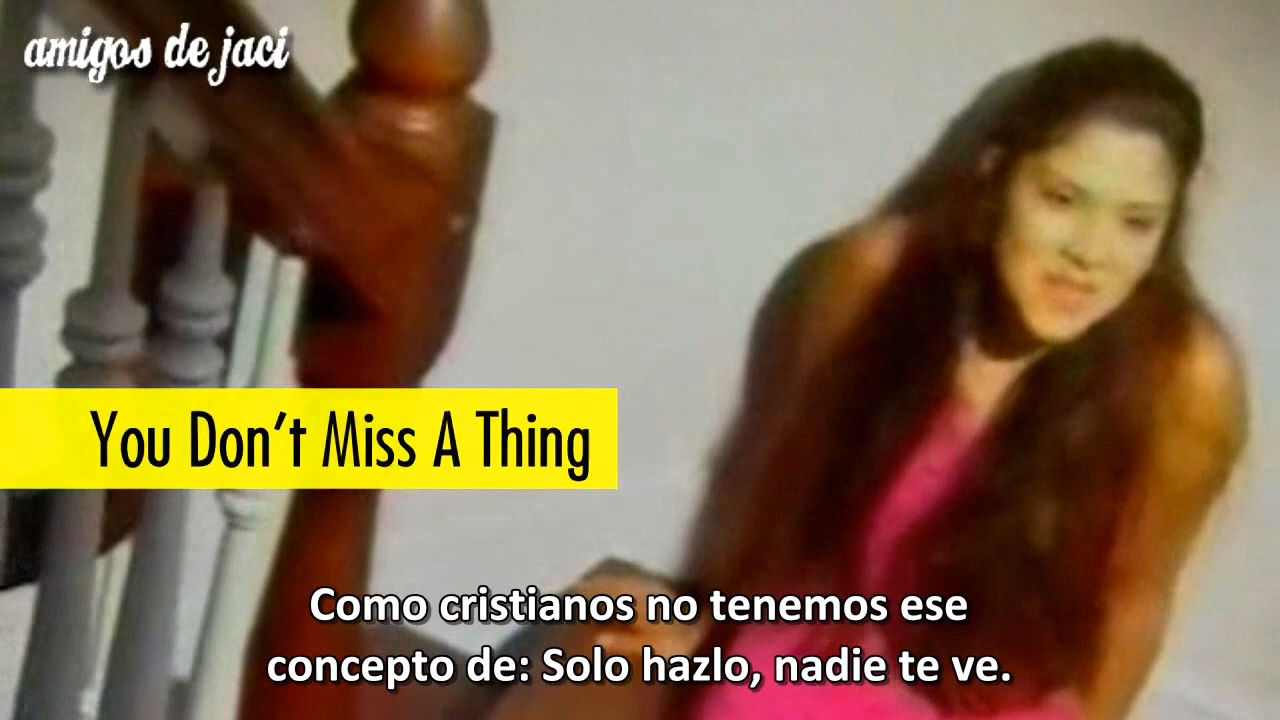 amigos de jaci
You Don't Miss A Thing
Como cristianos no tenemos ese
concepto de: Solo hazlo, nadie te ve.